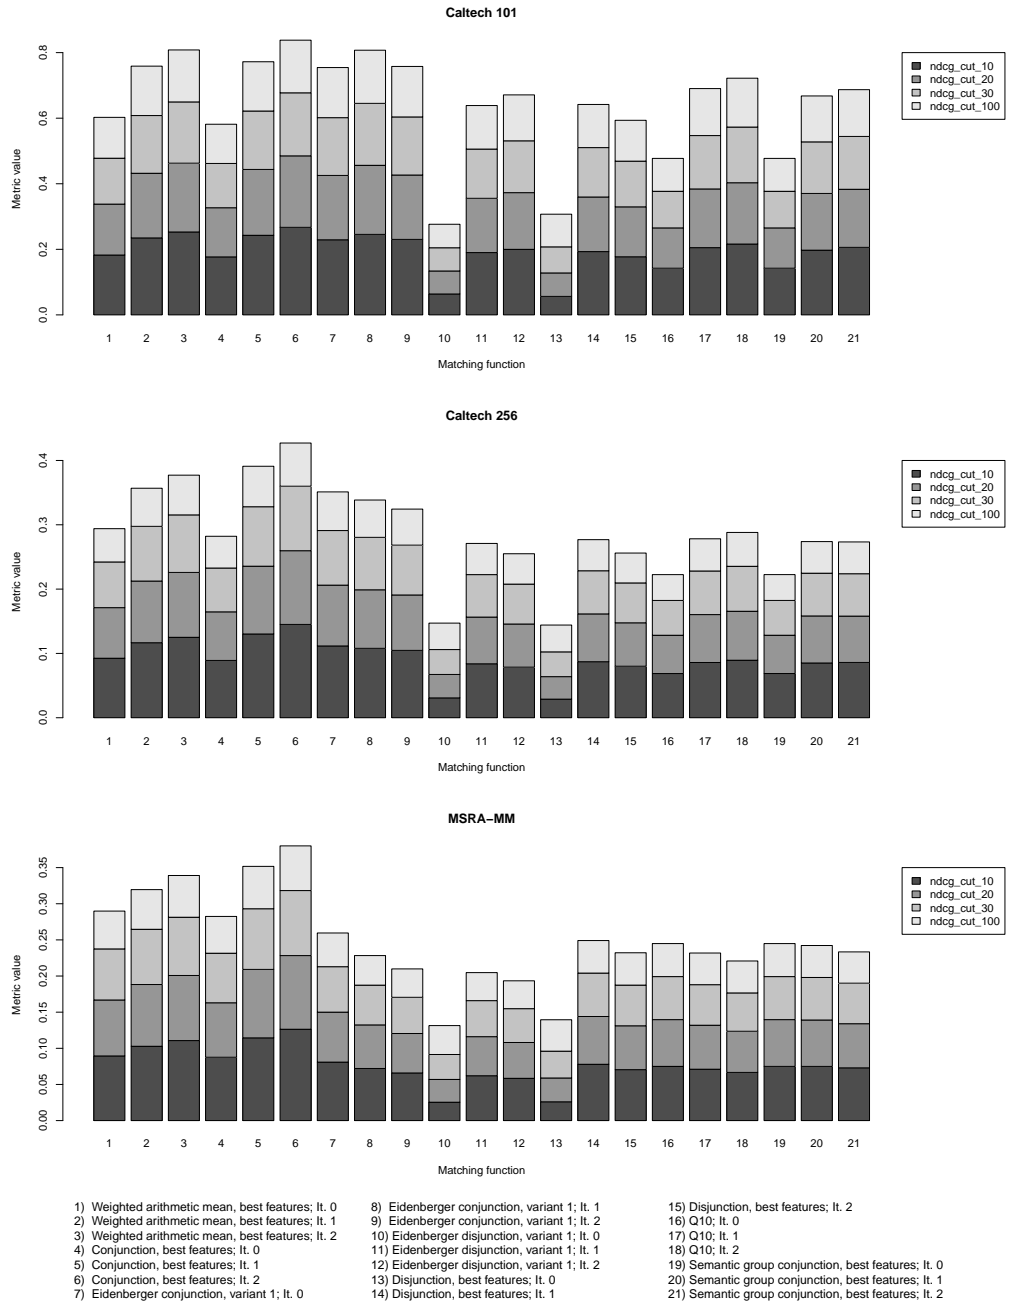 Caltech 101
Metric value
0.0 0.2 0.4 0.6 0.8
ndcg_cut_10
ndcg_cut_20
ndcg_cut_30
ndcg_cut_100
1 2 3 4 5 6 7 8 9 10 11 12 13 14 15 16 17 18 19 20 21
Matching function
Caltech 256
Metric value
0.0 0.1 0.2 0.3 0.4
ndcg_cut_10
ndcg_cut_20
ndcg_cut_30
ndcg_cut_100
1 2 3 4 5 6 7 8 9 10 11 12 13 14 15 16 17 18 19 20 21
Matching function
MSRA−MM
Metric value
0.00 0.05 0.10 0.15 0.20 0.25 0.30 0.35
ndcg_cut_10
ndcg_cut_20
ndcg_cut_30
ndcg_cut_100
1 2 3 4 5 6 7 8 9 10 11 12 13 14 15 16 17 18 19 20 21
Matching function
1) Weighted arithmetic mean, best features; It. 0
2) Weighted arithmetic mean, best features; It. 1
3) Weighted arithmetic mean, best features; It. 2
4) Conjunction, best features; It. 0
5) Conjunction, best features; It. 1
6) Conjunction, best features; It. 2
7) Eidenberger conjunction, variant 1; It. 0
8) Eidenberger conjunction, variant 1; It. 1
9) Eidenberger conjunction, variant 1; It. 2
10) Eidenberger disjunction, variant 1; It. 0
11) Eidenberger disjunction, variant 1; It. 1
12) Eidenberger disjunction, variant 1; It. 2
13) Disjunction, best features; It. 0
14) Disjunction, best features; It. 1
15) Disjunction, best features; It. 2
16) Q10; It. 0
17) Q10; It. 1
18) Q10; It. 2
19) Semantic group conjunction, best features; It. 0
20) Semantic group conjunction, best features; It. 1
21) Semantic group conjunction, best features; It. 2